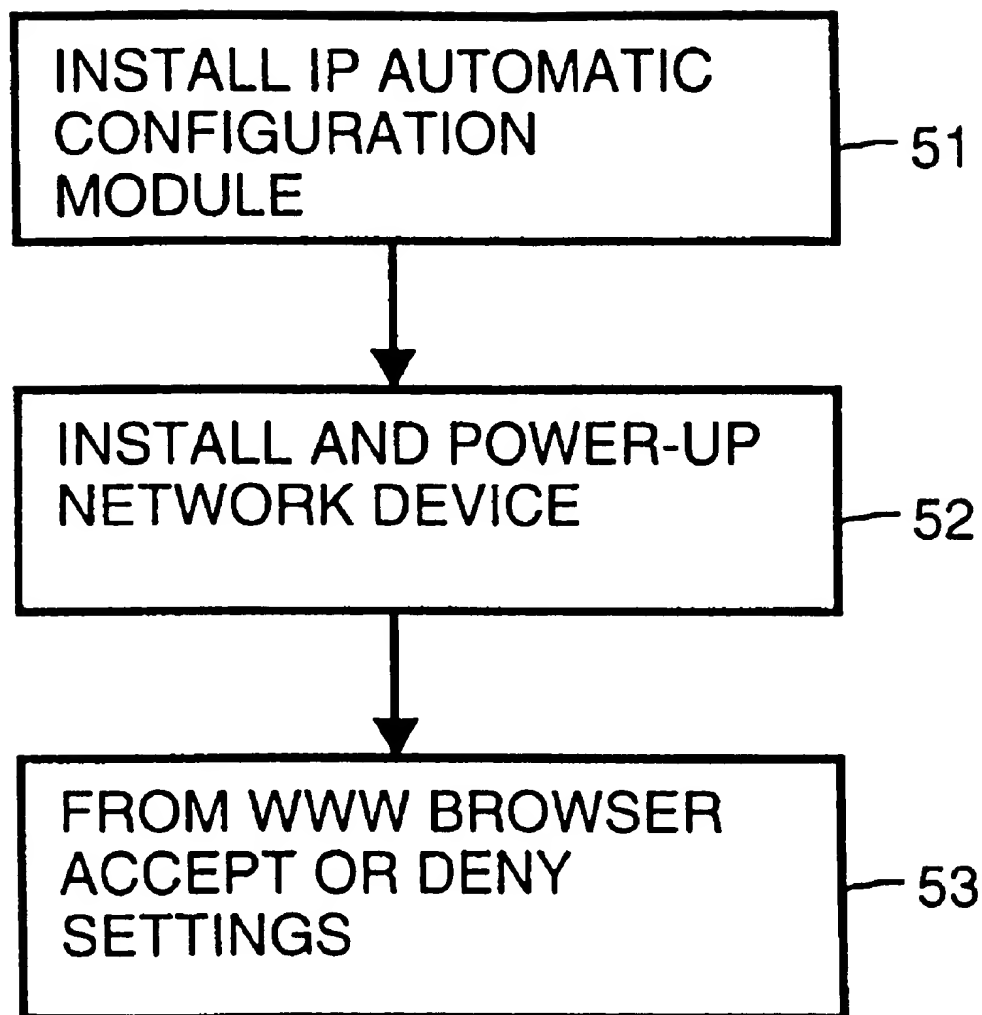 INSTALL IP AUTOMATIC
CONFIGURATION
MODULE
51
INSTALL AND POWER-UP
NETWORK DEVICE
52
FROM WWW BROWSER
ACCEPT OR DENY
SETTINGS
53